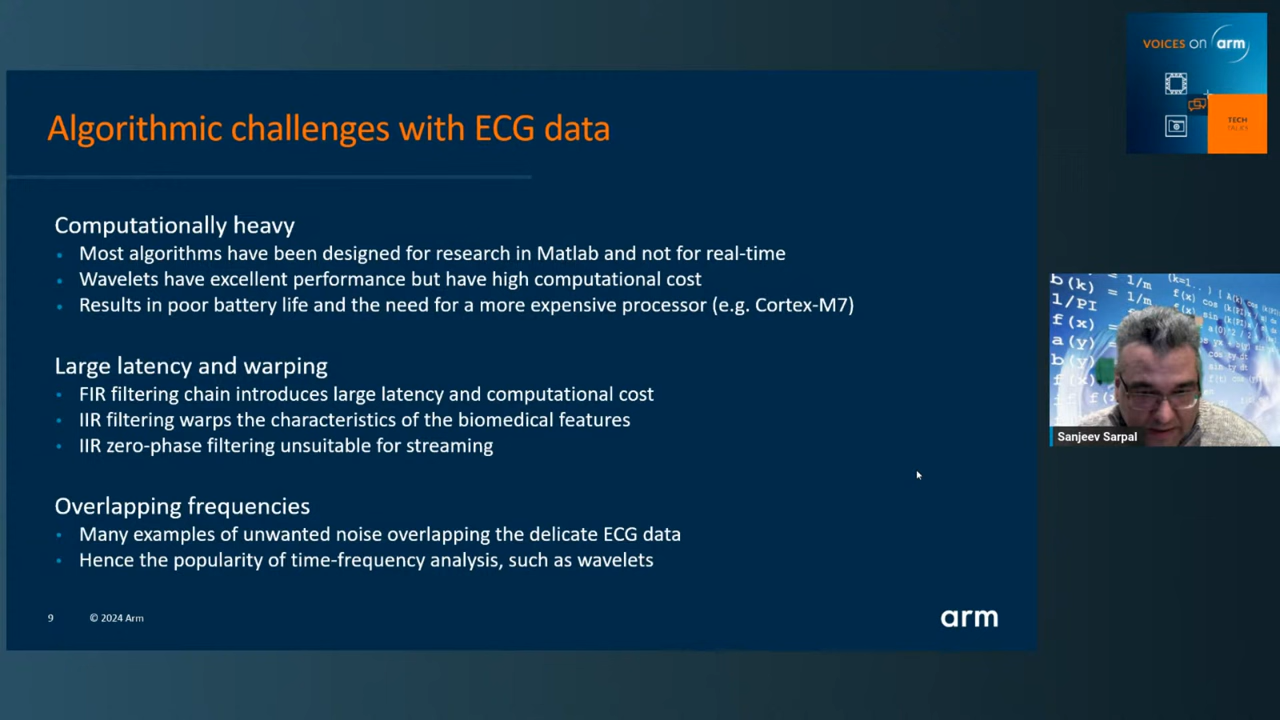 VOICES on arm
TECH
TALKS
Algorithmic challenges with ECG data
Computationally heavy
Most algorithms have been designed for research in Matlab and not for real-time
Wavelets have excellent performance but have high computational cost
Results in poor battery life and the need for a more expensive processor (e.g. Cortex-M7)
Large latency and warping
FIR filtering chain introduces large latency and computational cost
IIR filtering warps the characteristics of the biomedical features
IIR zero-phase filtering unsuitable for streaming
Overlapping frequencies
Many examples of unwanted noise overlapping the delicate ECG data
Hence the popularity of time-frequency analysis, such as wavelets
9 © 2024 Arm
arm
b(k)
1/PI
f(x)
a(y)
b(y)
1/m
1/m
f(x)
Sanjeev Sarpal